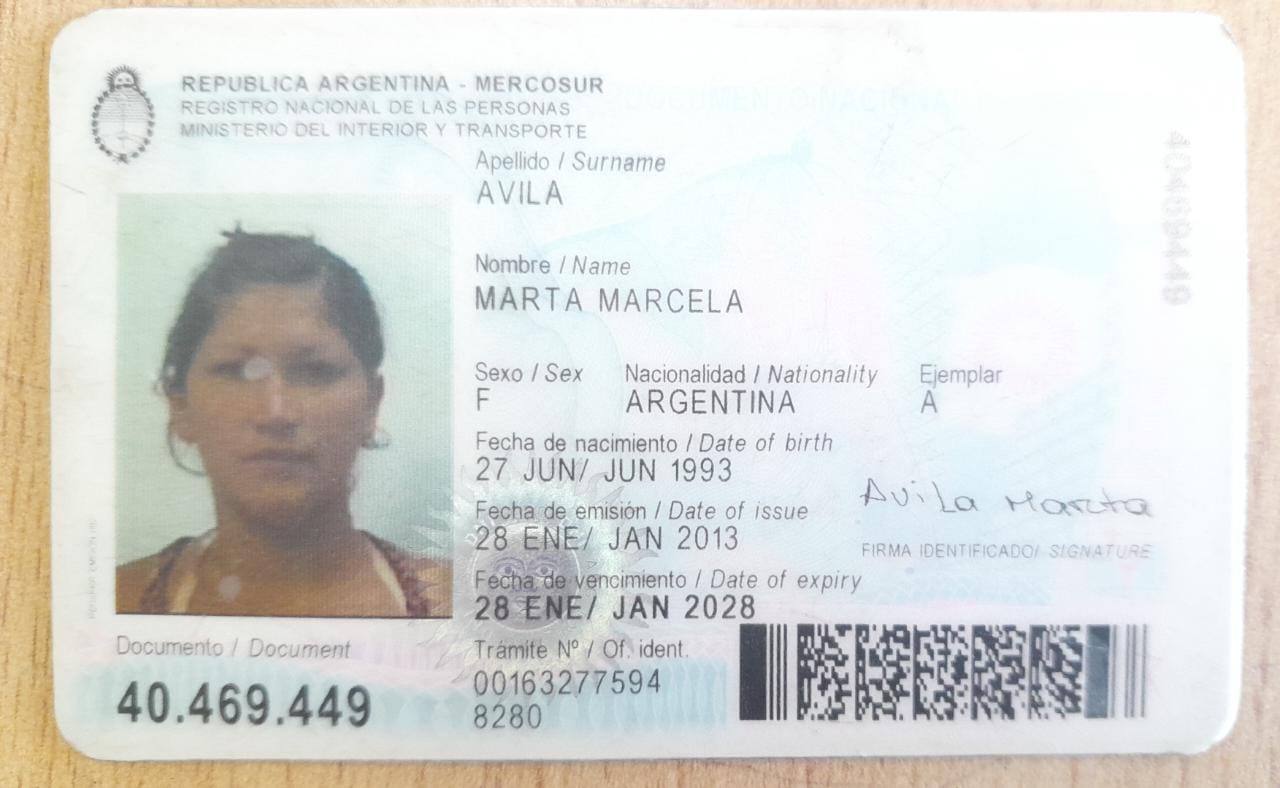 REPUBLICA ARGENTINA - MERCOSUR
REGISTRO NACIONAL DE LAS PERSONAS
MINISTERIO DEL INTERIOR Y TRANSPORTE
Apellido / Surname
AVILA
Nombre / Name
MARTA MARCELA
Sexo / Sex Nacionalidad / Nationality Ejemplar
F ARGENTINA A
Fecha de nacimiento / Date of birth
27 JUN/ JUN 1993
Fecha de emisión / Date of issue
28 ENE/ JAN 2013
Avila Marcta
FIRMA IDENTIFICADO/ SIGNATURE
Fecha de vencimiento / Date of expiry
28 ENE/ JAN 2028
Documento / Document
40.469.449
Trámite Nº / Of. ident.
00163277594
8280
40469449